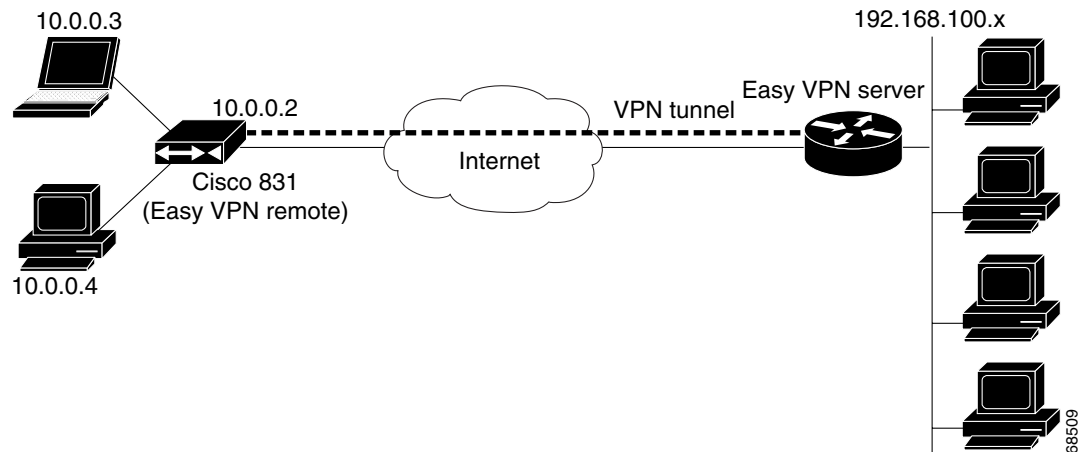 10.0.0.3
192.168.100.x
10.0.0.2
VPN tunnel
Easy VPN server
Internet
Cisco 831
(Easy VPN remote)
10.0.0.4
68509